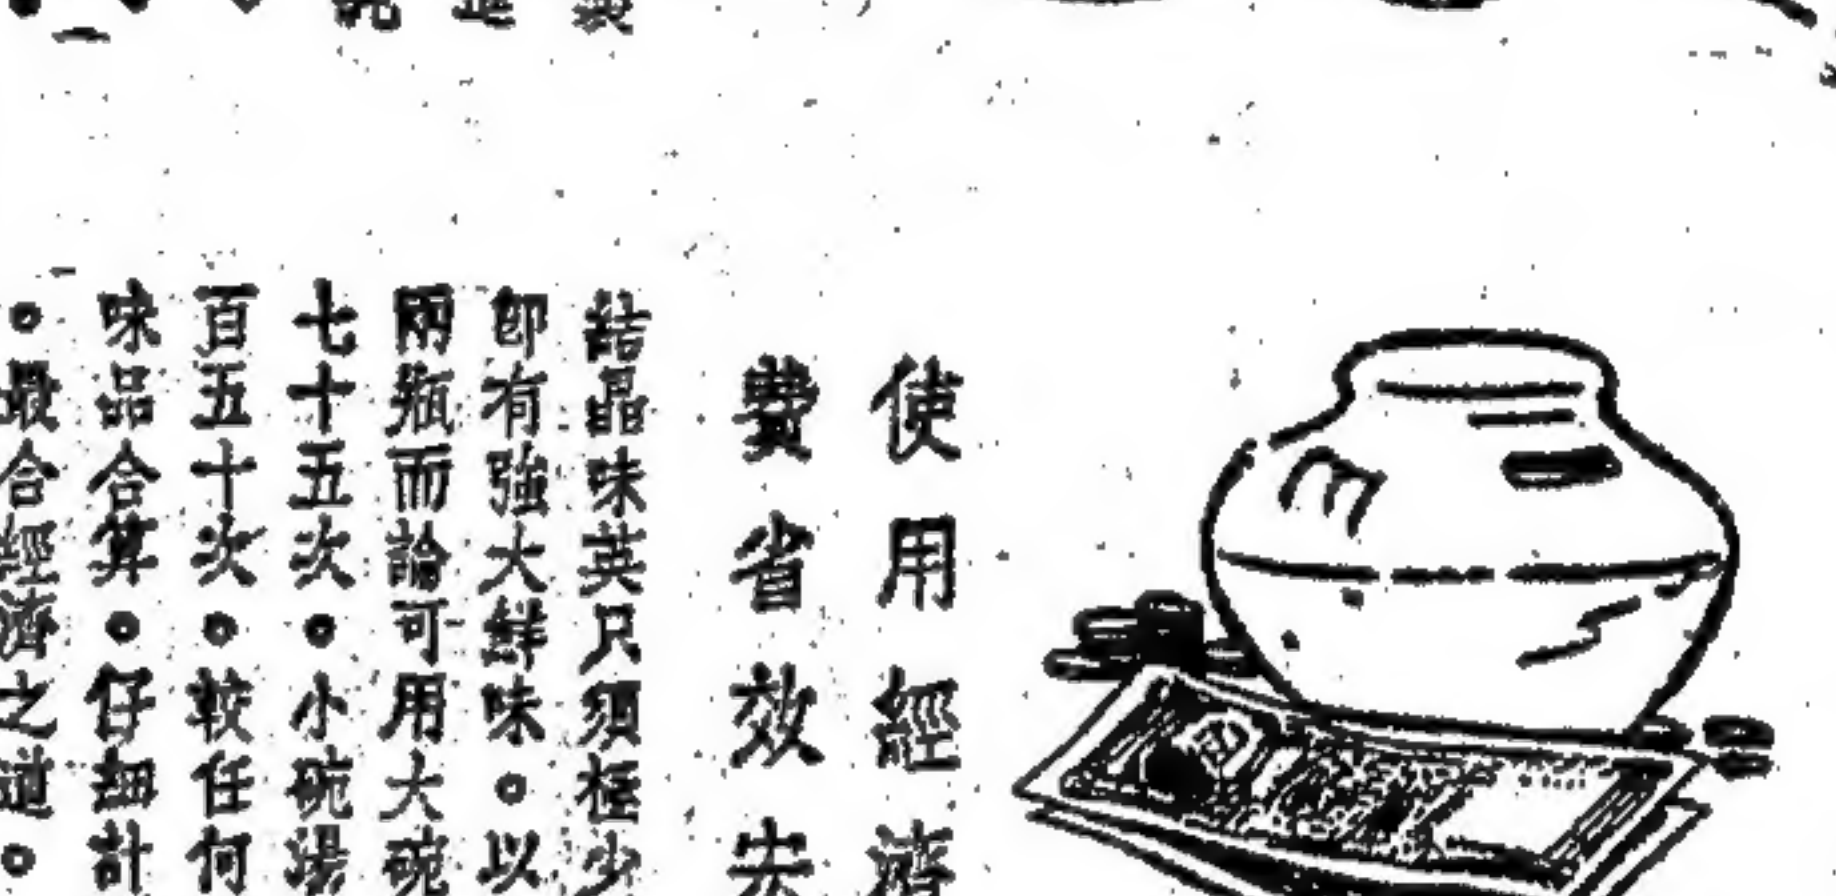 使用經濟
費省效宏
結晶味英只須極少
卽有強大鮮味。以
兩瓶而論可用大碗
七十五次。小碗湯
百五十次。較任何
味品合算。仔細計
。最合經濟之道。